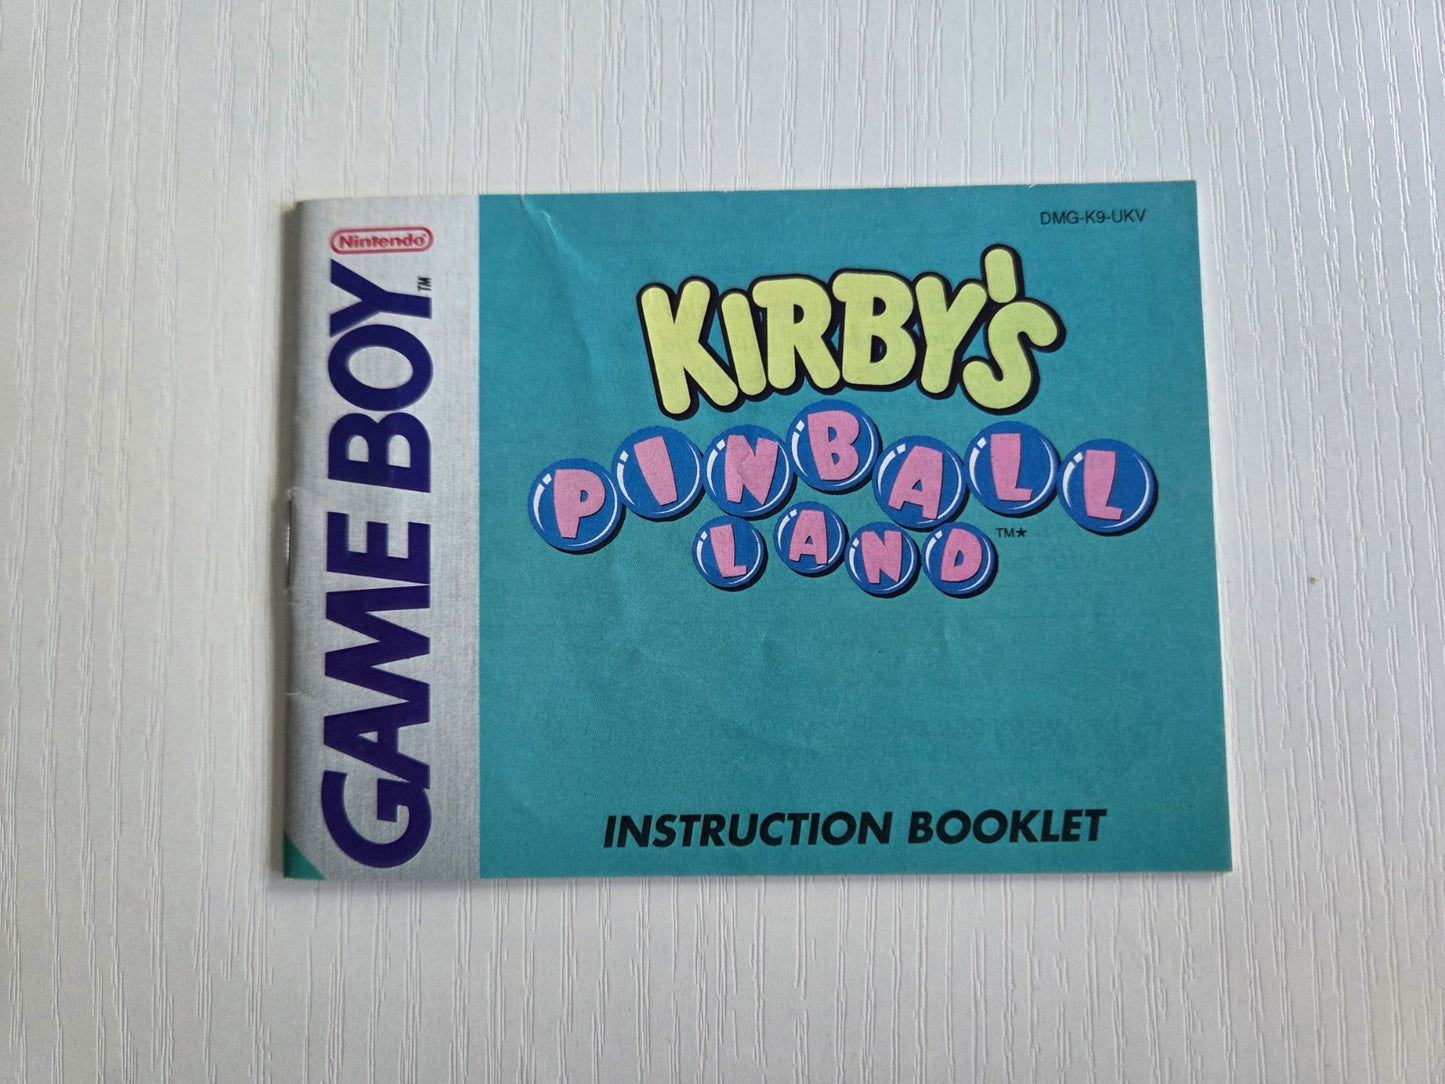 Nintendo®
GAME BOY™
DMG-K9-UKV
KIRBY'S
PINBALL
LAND™*
INSTRUCTION BOOKLET